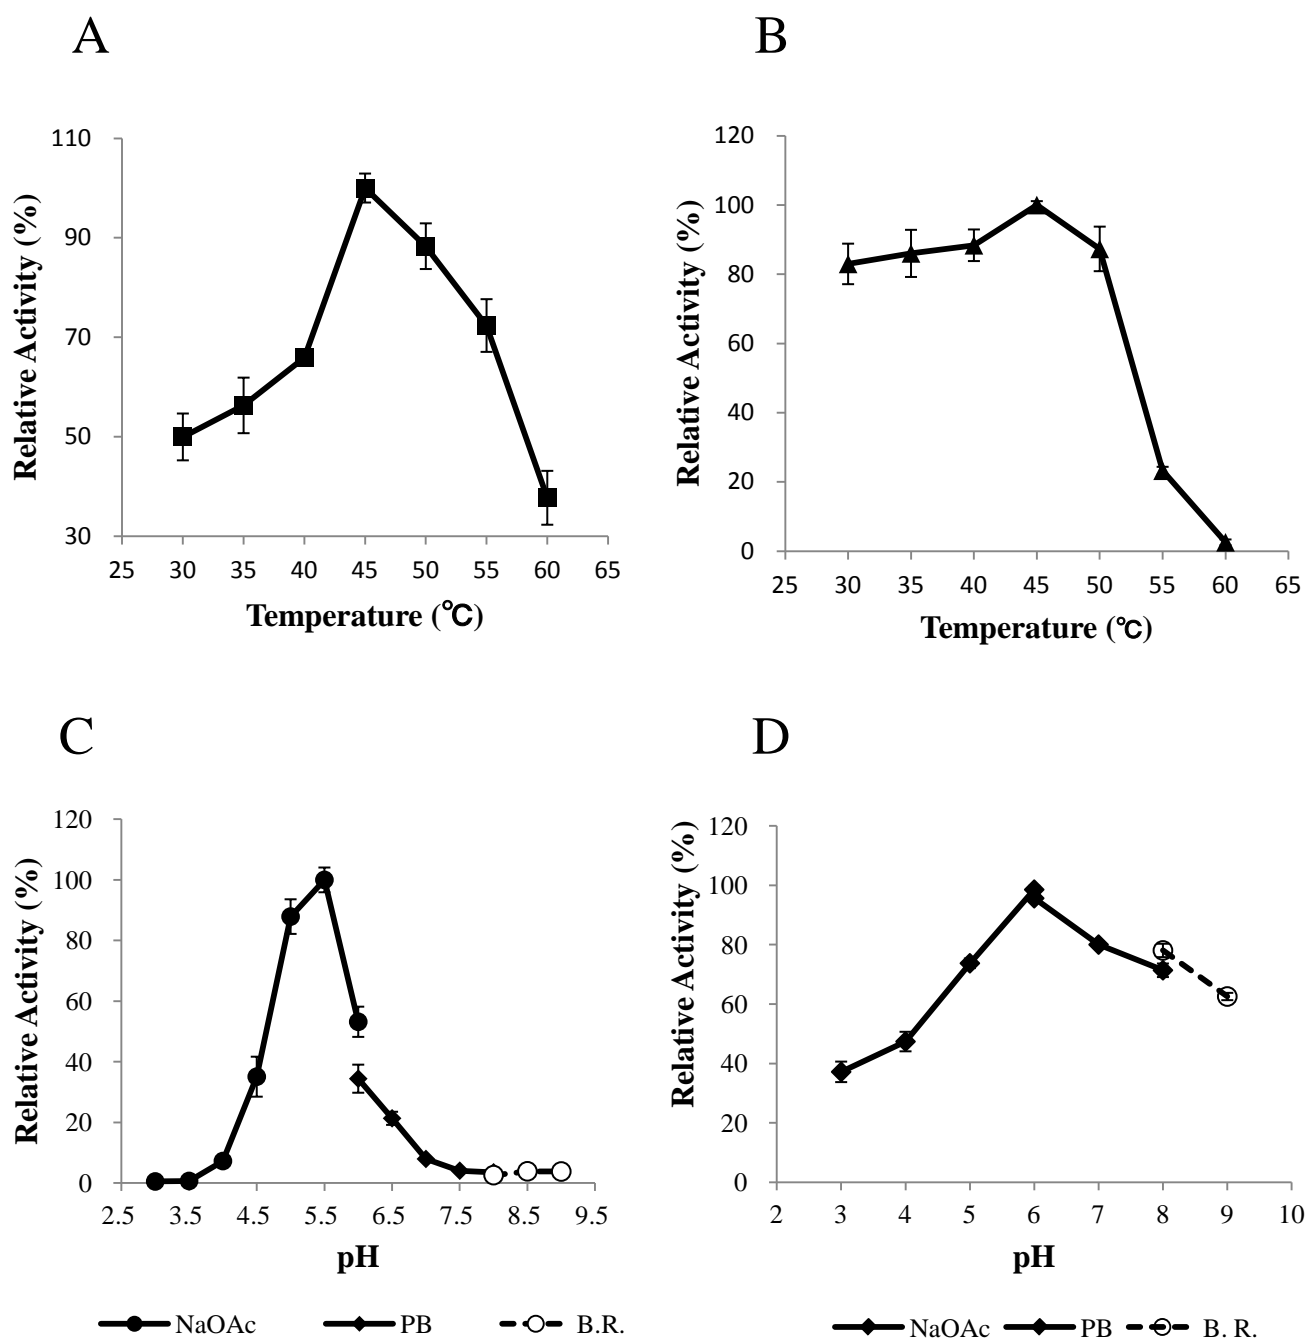 A
B
110
90
70
50
30
25 30 35 40 45 50 55 60 65
Relative Activity (%)
Temperature (℃)
120
100
80
60
40
20
0
25 30 35 40 45 50 55 60 65
Relative Activity (%)
Temperature (℃)
C
D
120
100
80
60
40
20
0
2.5 3.5 4.5 5.5 6.5 7.5 8.5 9.5
Relative Activity (%)
pH
NaOAc PB B.R.
120
100
80
60
40
20
0
2 3 4 5 6 7 8 9 10
Relative Activity (%)
pH
NaOAc PB B. R.